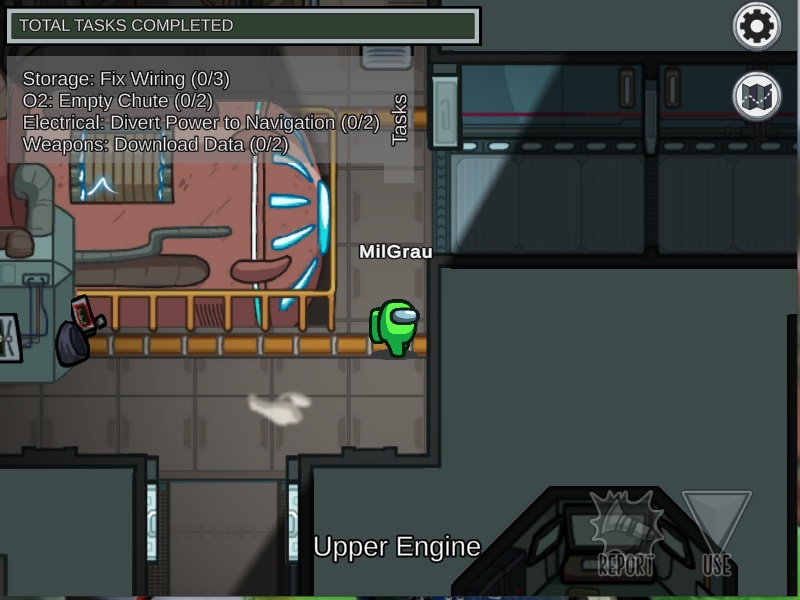 TOTAL TASKS COMPLETED
Storage: Fix Wiring (0/3)
O2: Empty Chute (0/2)
Electrical: Divert Power to Navigation (0/2)
Weapons: Download Data (0/2)
Tasks
MilGrau
Upper Engine
REPORT
USE